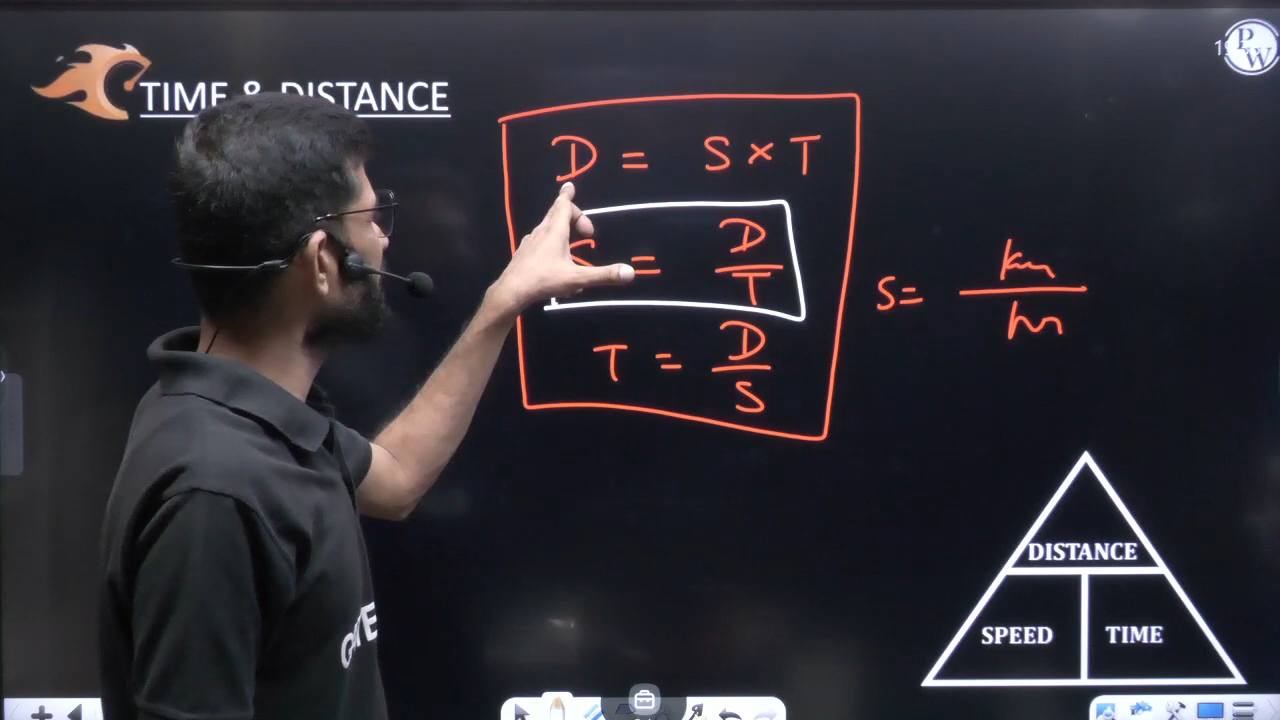 TIME & DISTANCE
PW
D = S × T
S = D/T
T = D/S
S = km/hr
DISTANCE
SPEED
TIME